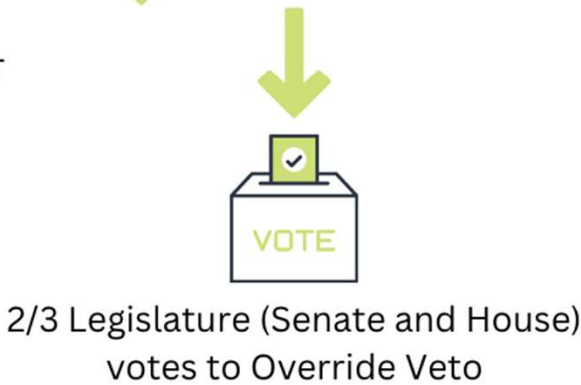 VOTE
2/3 Legislature (Senate and House)
votes to Override Veto